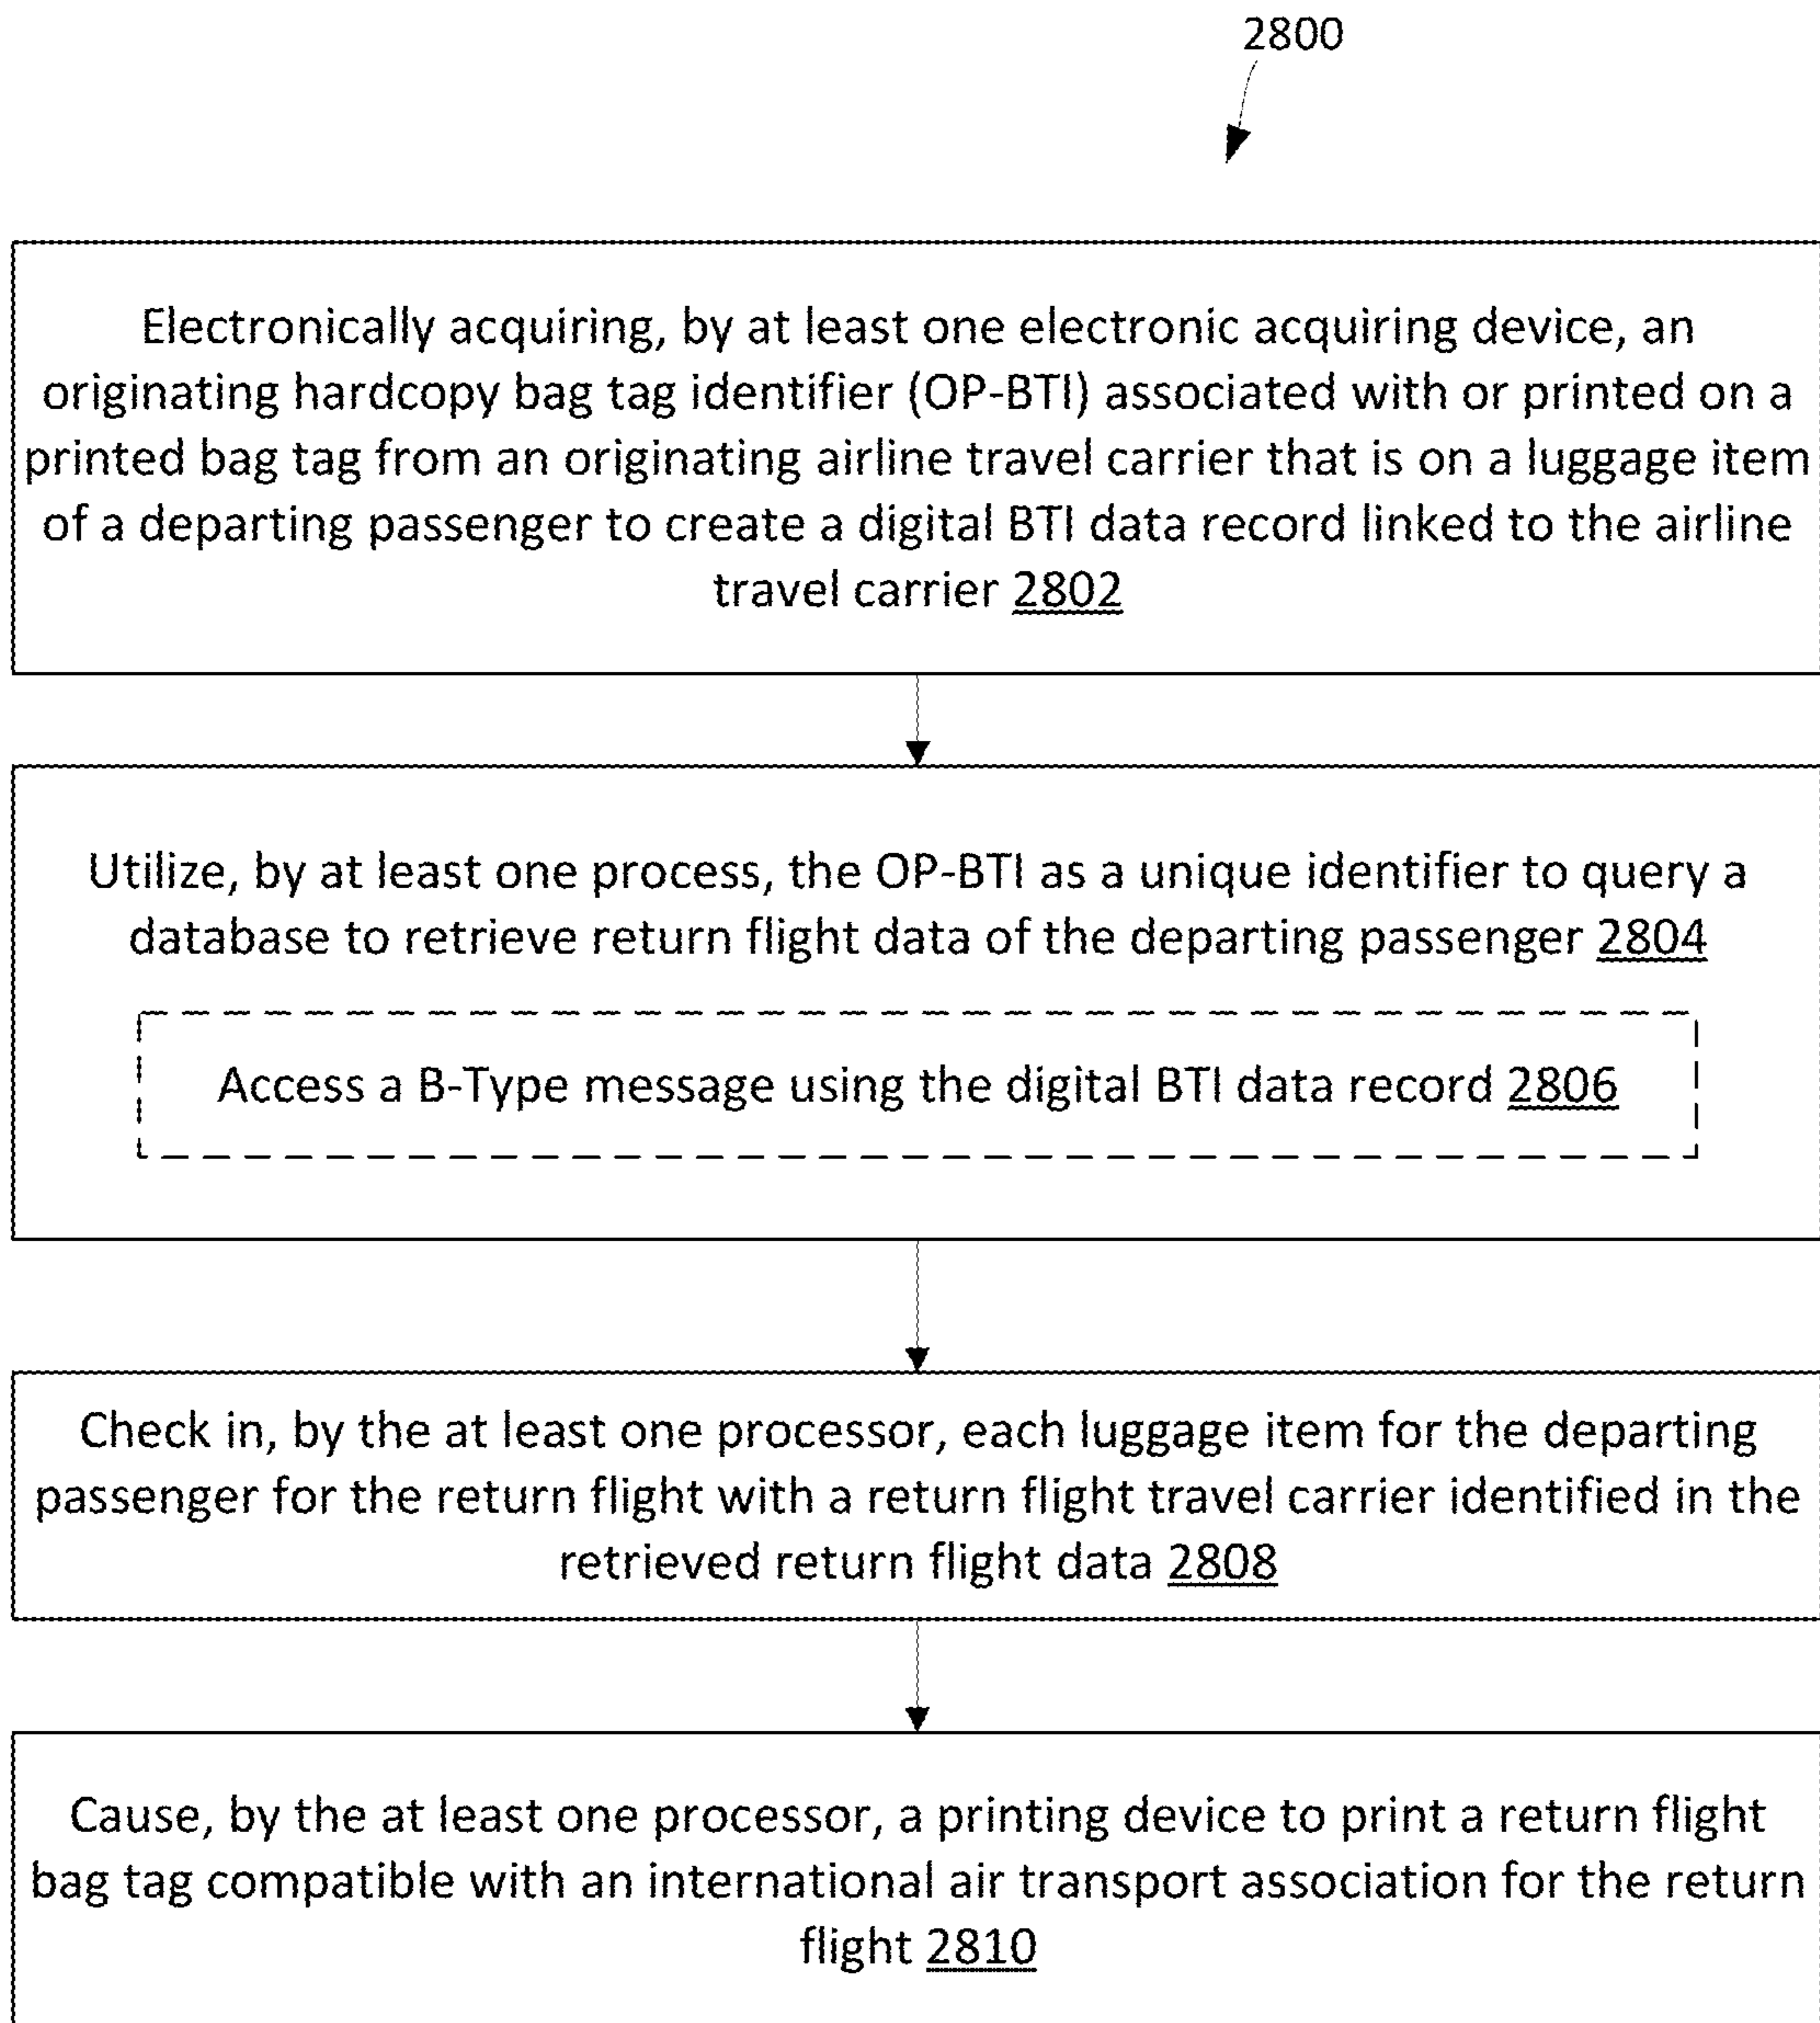 2800
Electronically acquiring, by at least one electronic acquiring device, an
originating hardcopy bag tag identifier (OP-BTI) associated with or printed on a
printed bag tag from an originating airline travel carrier that is on a luggage item
of a departing passenger to create a digital BTI data record linked to the airline
travel carrier 2802
Utilize, by at least one process, the OP-BTI as a unique identifier to query a
database to retrieve return flight data of the departing passenger 2804
Access a B-Type message using the digital BTI data record 2806
Check in, by the at least one processor, each luggage item for the departing
passenger for the return flight with a return flight travel carrier identified in the
retrieved return flight data 2808
Cause, by the at least one processor, a printing device to print a return flight
bag tag compatible with an international air transport association for the return
flight 2810